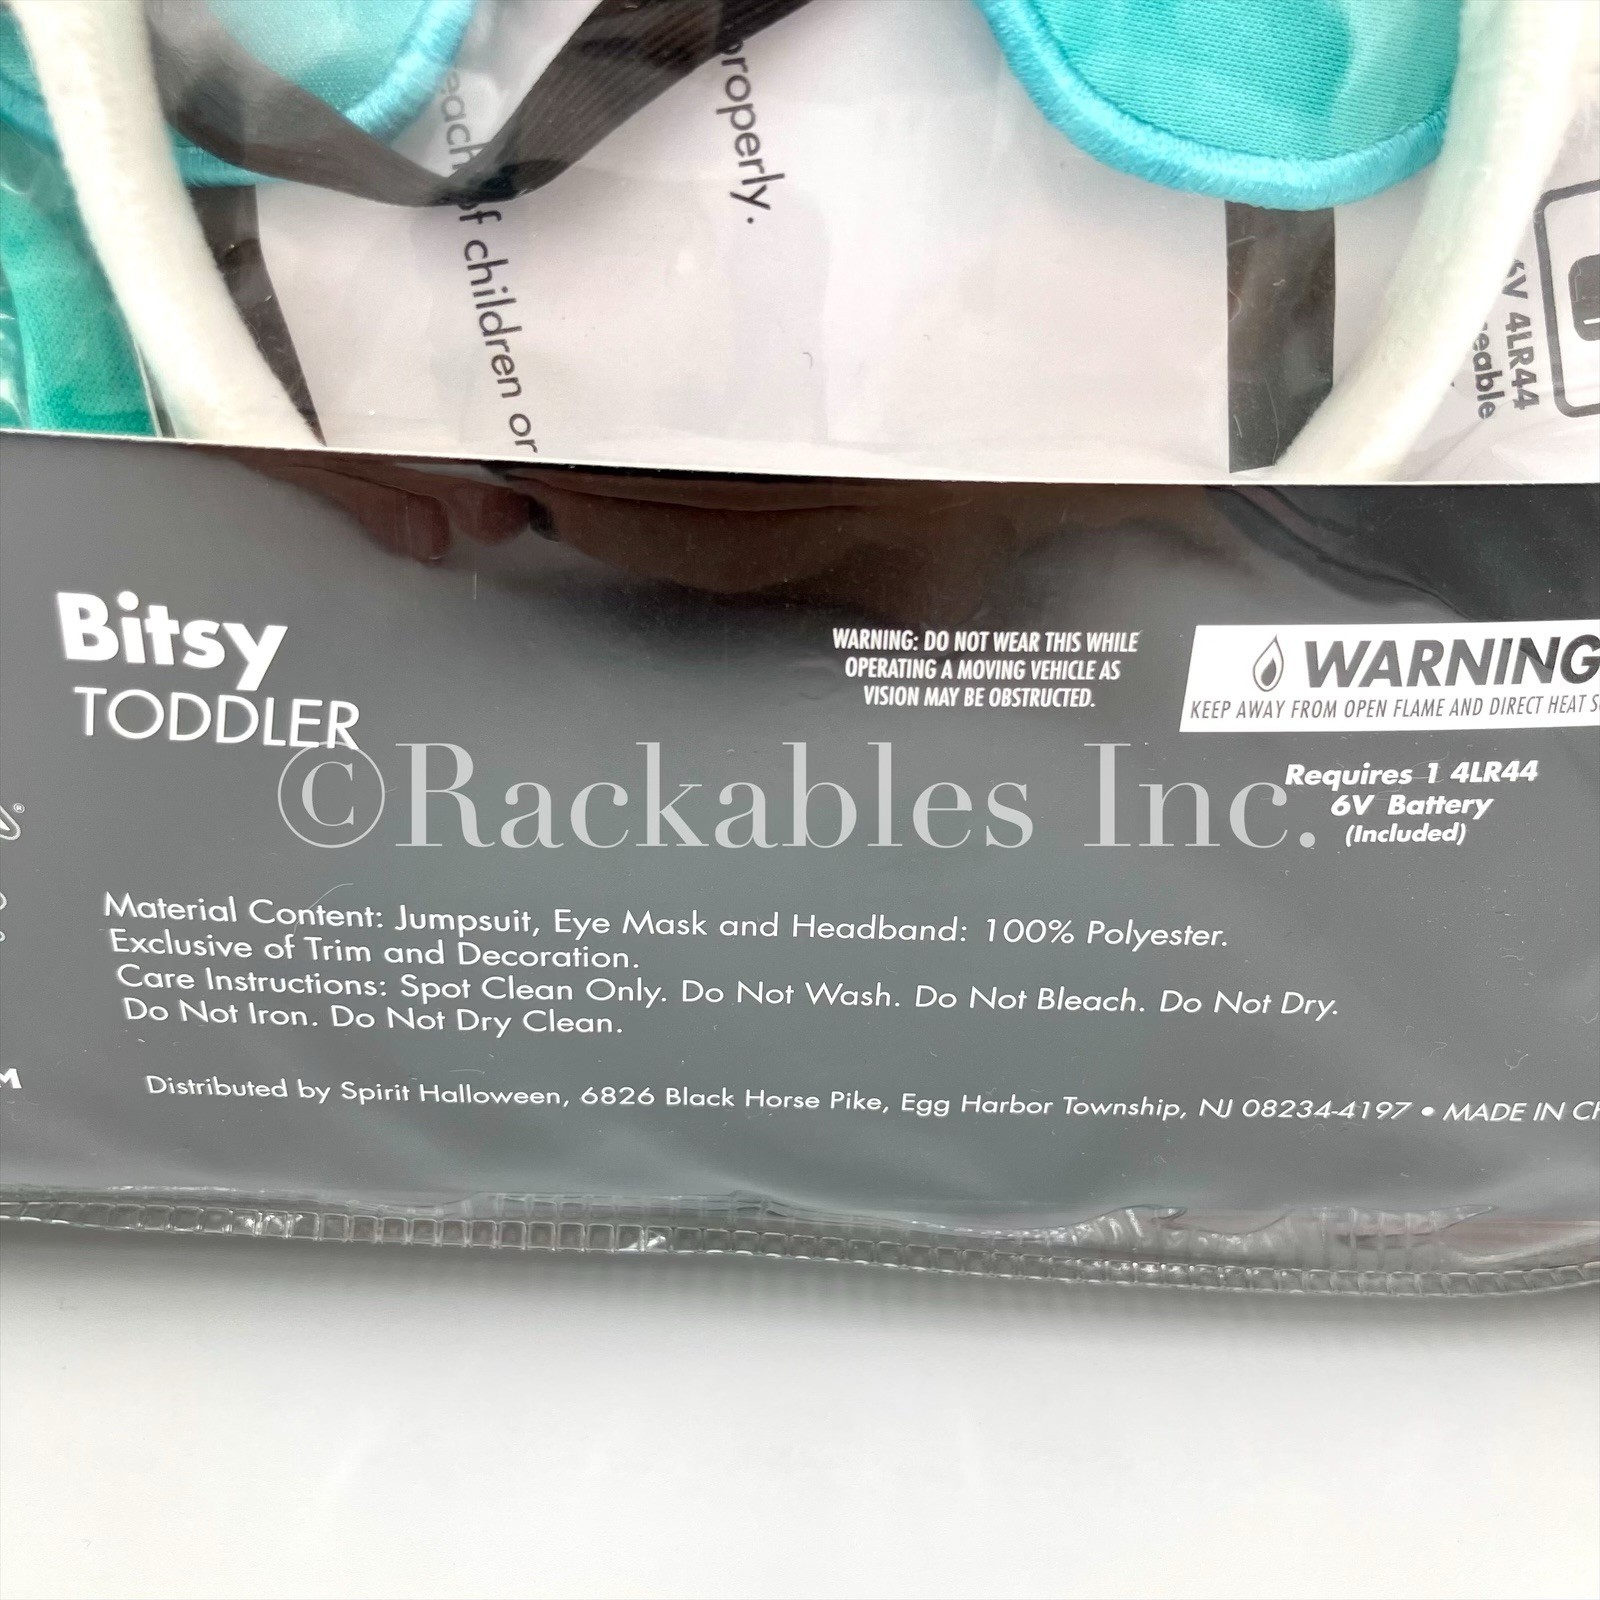 properly.
of children or
6V 4LR44
Bitsy
TODDLER
WARNING: DO NOT WEAR THIS WHILE
OPERATING A MOVING VEHICLE AS
VISION MAY BE OBSTRUCTED.
WARNING
KEEP AWAY FROM OPEN FLAME AND DIRECT HEAT
Requires 1 4LR44
6V Battery
(Included)
©Rackables Inc.
Material Content: Jumpsuit, Eye Mask and Headband: 100% Polyester.
Exclusive of Trim and Decoration.
Care Instructions: Spot Clean Only. Do Not Wash. Do Not Bleach. Do Not Dry.
Do Not Iron. Do Not Dry Clean.
Distributed by Spirit Halloween, 6826 Black Horse Pike, Egg Harbor Township, NJ 08234-4197 • MADE IN